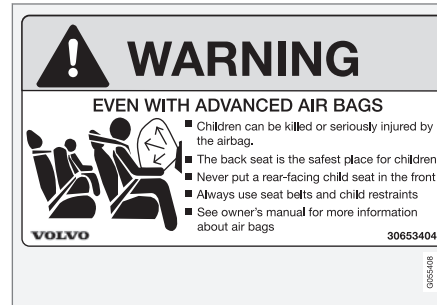 WARNING
EVEN WITH ADVANCED AIR BAGS
■ Children can be killed or seriously injured by
the airbag.
■ The back seat is the safest place for children
■ Never put a rear-facing child seat in the front
■ Always use seat belts and child restraints
■ See owner's manual for more information
about air bags
VOLVO
30653404
G055408